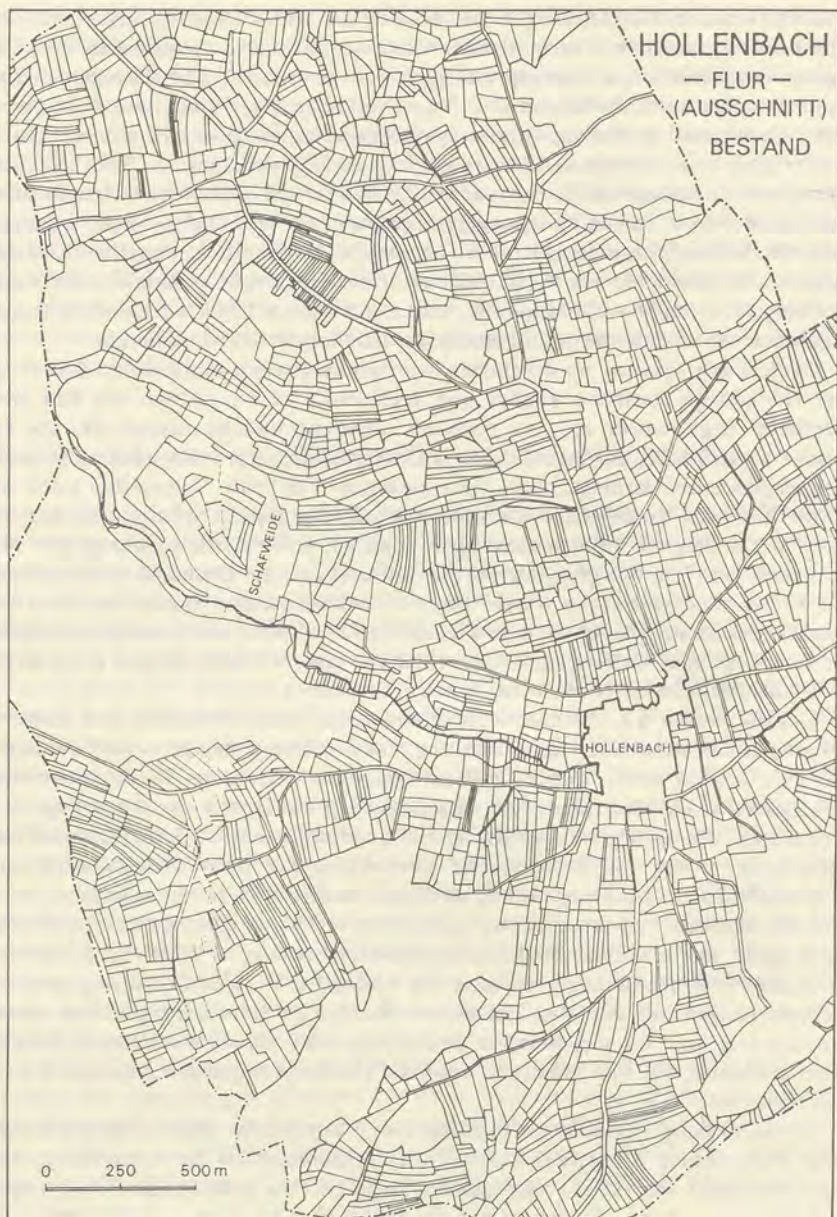 HOLLENBACH
— FLUR —
(AUSSCHNITT)
BESTAND
SCHAFWEIDE
HOLLENBACH
0 250 500 m